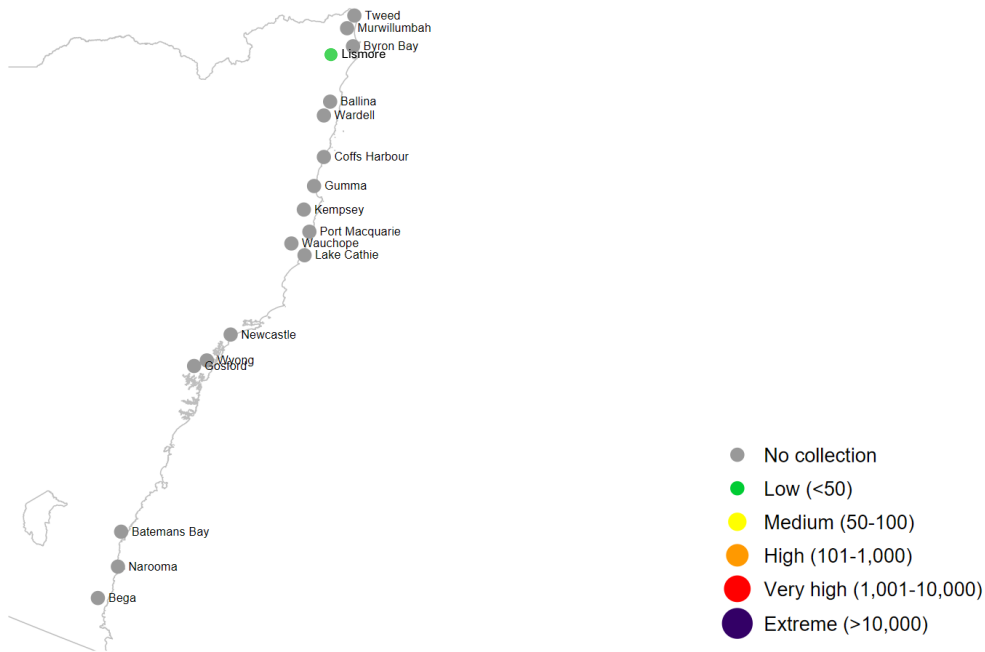 Tweed
Murwillumbah
Byron Bay
Lismore
Ballina
Wardell
Coffs Harbour
Gumma
Kempsey
Port Macquarie
Wauchope
Lake Cathie
Newcastle
Wyong
Gosford
Batemans Bay
Narooma
Bega
No collection
Low (<50)
Medium (50-100)
High (101-1,000)
Very high (1,001-10,000)
Extreme (>10,000)